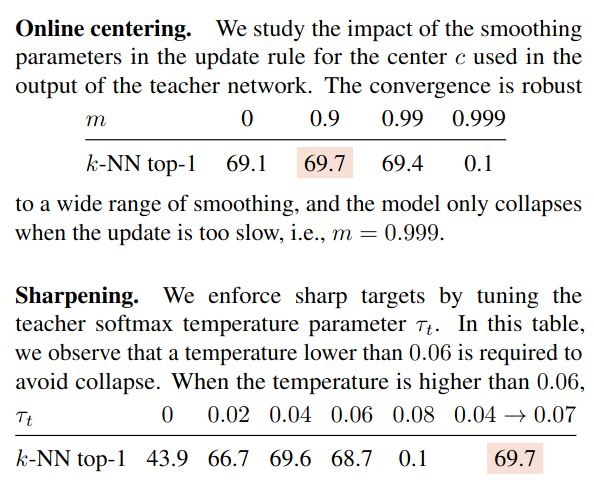 Online centering. We study the impact of the smoothing
parameters in the update rule for the center c used in the
output of the teacher network. The convergence is robust
m 0 0.9 0.99 0.999
k-NN top-1 69.1 69.7 69.4 0.1
to a wide range of smoothing, and the model only collapses
when the update is too slow, i.e., m = 0.999.
Sharpening. We enforce sharp targets by tuning the
teacher softmax temperature parameter τt. In this table,
we observe that a temperature lower than 0.06 is required to
avoid collapse. When the temperature is higher than 0.06,
τt 0 0.02 0.04 0.06 0.08 0.04 → 0.07
k-NN top-1 43.9 66.7 69.6 68.7 0.1 69.7